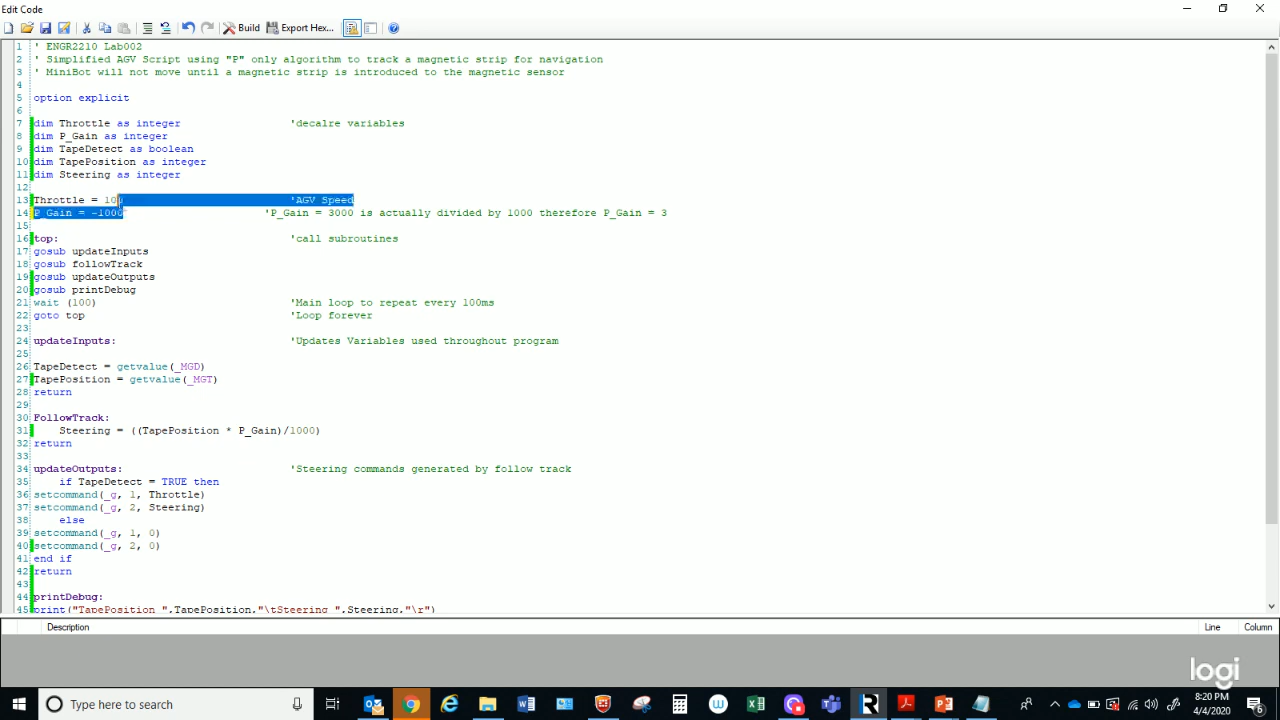 Edit Code
Build Export Hex...
1 ' ENGR2210 Lab002
2 ' Simplified AGV Script using "P" only algorithm to track a magnetic strip for navigation
3 ' MiniBot will not move until a magnetic strip is introduced to the magnetic sensor
4
5 option explicit
6
7 dim Throttle as integer 'decalre variables
8 dim P_Gain as integer
9 dim TapeDetect as boolean
10 dim TapePosition as integer
11 dim Steering as integer
12
13 Throttle = 100 'AGV Speed
14 P_Gain = -1000 'P_Gain = 3000 is actually divided by 1000 therefore P_Gain = 3
15
16 top: 'call subroutines
17 gosub updateInputs
18 gosub followTrack
19 gosub updateOutputs
20 gosub printDebug
21 wait (100) 'Main loop to repeat every 100ms
22 goto top 'Loop forever
23
24 updateInputs: 'Updates Variables used throughout program
25
26 TapeDetect = getvalue(_MGD)
27 TapePosition = getvalue(_MGT)
28 return
29
30 FollowTrack:
31 Steering = ((TapePosition * P_Gain)/1000)
32 return
33
34 updateOutputs: 'Steering commands generated by follow track
35 if TapeDetect = TRUE then
36 setcommand(_g, 1, Throttle)
37 setcommand(_g, 2, Steering)
38 else
39 setcommand(_g, 1, 0)
40 setcommand(_g, 2, 0)
41 end if
42 return
43
44 printDebug:
45 print("TapePosition ",TapePosition,"\tSteering ",Steering,"\r")
Description Line Column
logi
Type here to search
8:20 PM
4/4/2020
6